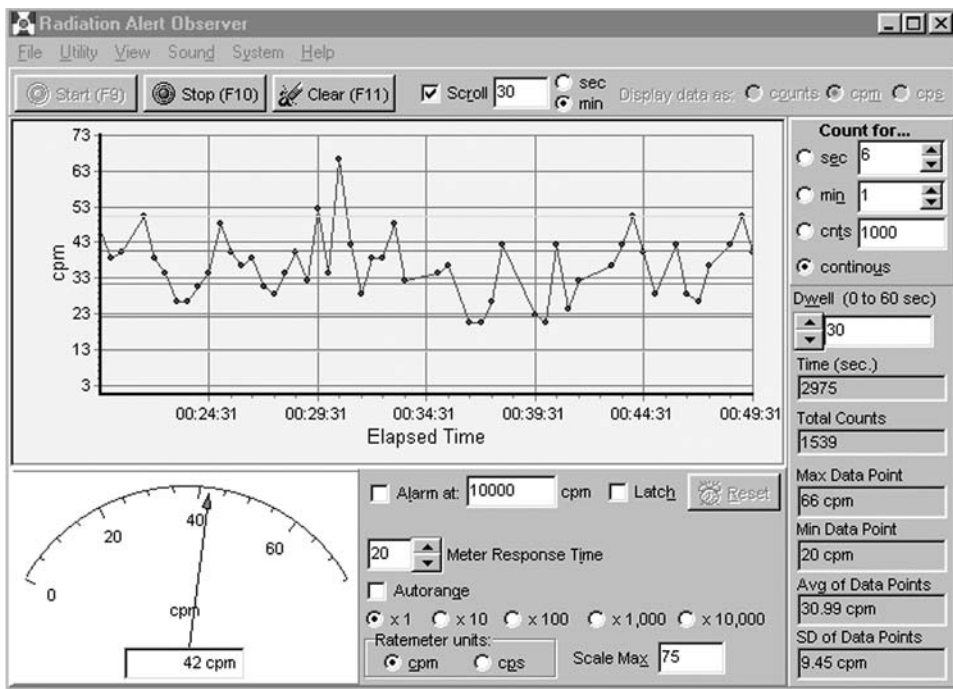 Radiation Alert Observer
File Utility View Sound System Help
Start (F9) Stop (F10) Clear (F11) Scroll 30 sec min Display data as: counts cpm cps
73
63
53
43
33
23
13
3
cpm
00:24:31 00:29:31 00:34:31 00:39:31 00:44:31 00:49:31
Elapsed Time
Count for...
sec 6
min 1
cnts 1000
continous
Dwell (0 to 60 sec)
30
Time (sec.)
2975
Total Counts
1539
Max Data Point
66 cpm
Min Data Point
20 cpm
Avg of Data Points
30.99 cpm
SD of Data Points
9.45 cpm
0 20 40 60
cpm
42 cpm
Alarm at: 10000 cpm Latch Reset
20 Meter Response Time
Autorange
x 1 x 10 x 100 x 1,000 x 10,000
Ratemeter units:
cpm cps
Scale Max 75